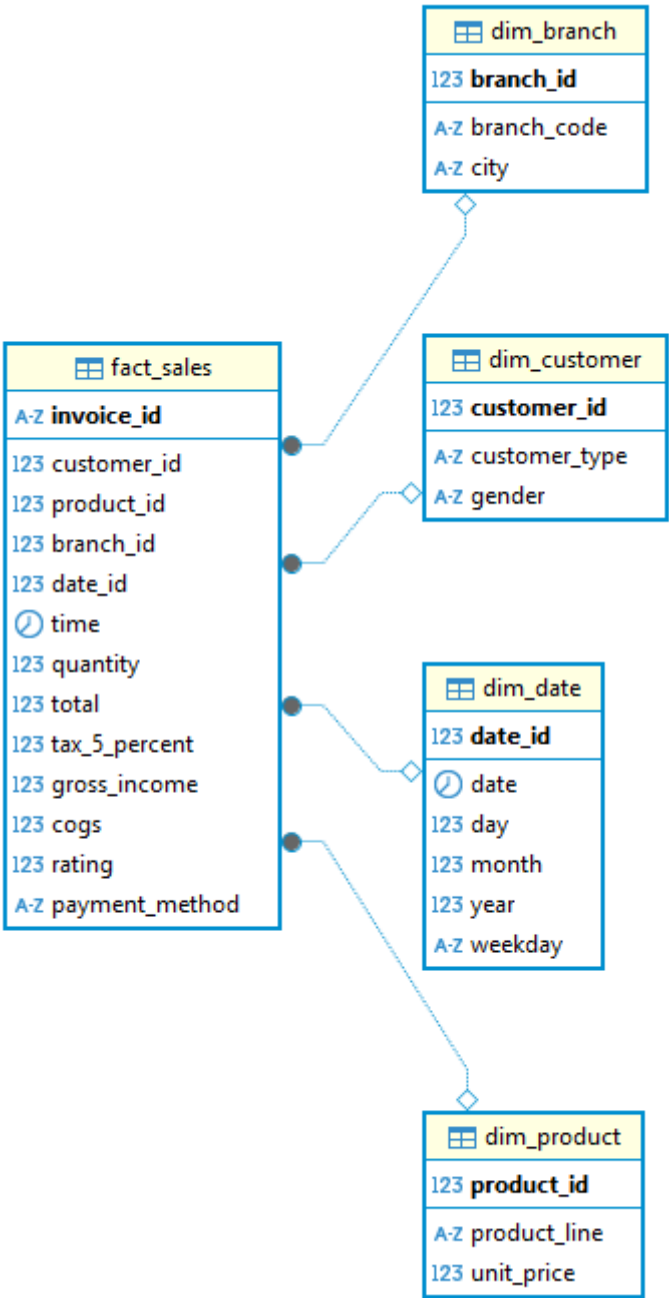 dim_branch
123 branch_id
A-Z branch_code
A-Z city
fact_sales
A-Z invoice_id
123 customer_id
123 product_id
123 branch_id
123 date_id
time
123 quantity
123 total
123 tax_5_percent
123 gross_income
123 cogs
123 rating
A-Z payment_method
dim_customer
123 customer_id
A-Z customer_type
A-Z gender
dim_date
123 date_id
date
123 day
123 month
123 year
A-Z weekday
dim_product
123 product_id
A-Z product_line
123 unit_price